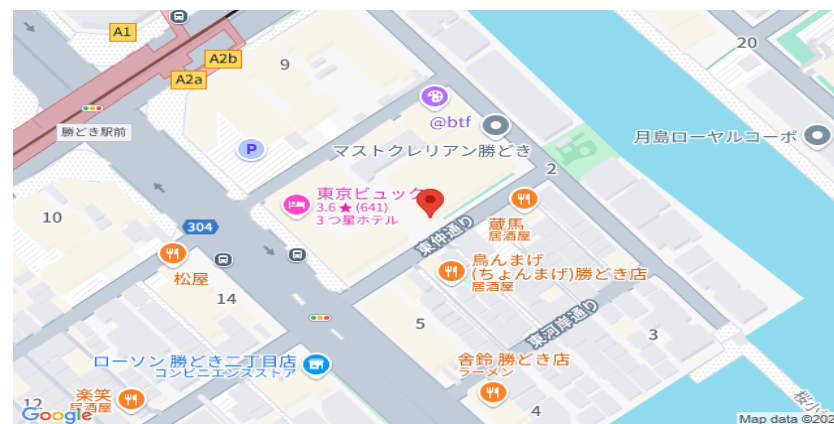 A1
A2b
A2a
9
20
勝どき駅前
P
@btf
マストクレリアン勝どき
月島ローヤルコーポ
2
東京ビュック
3.6 ★ (641)
3 つ星ホテル
10
304
松屋
14
東仲通り
蔵馬
居酒屋
鳥んまげ
(ちょんまげ)勝どき店
居酒屋
5
東河岸通り
3
ローソン 勝どき二丁目店
コンビニエンスストア
舎鈴 勝どき店
ラーメン
楽笑
居酒屋
12
4
Google
Map data ©202